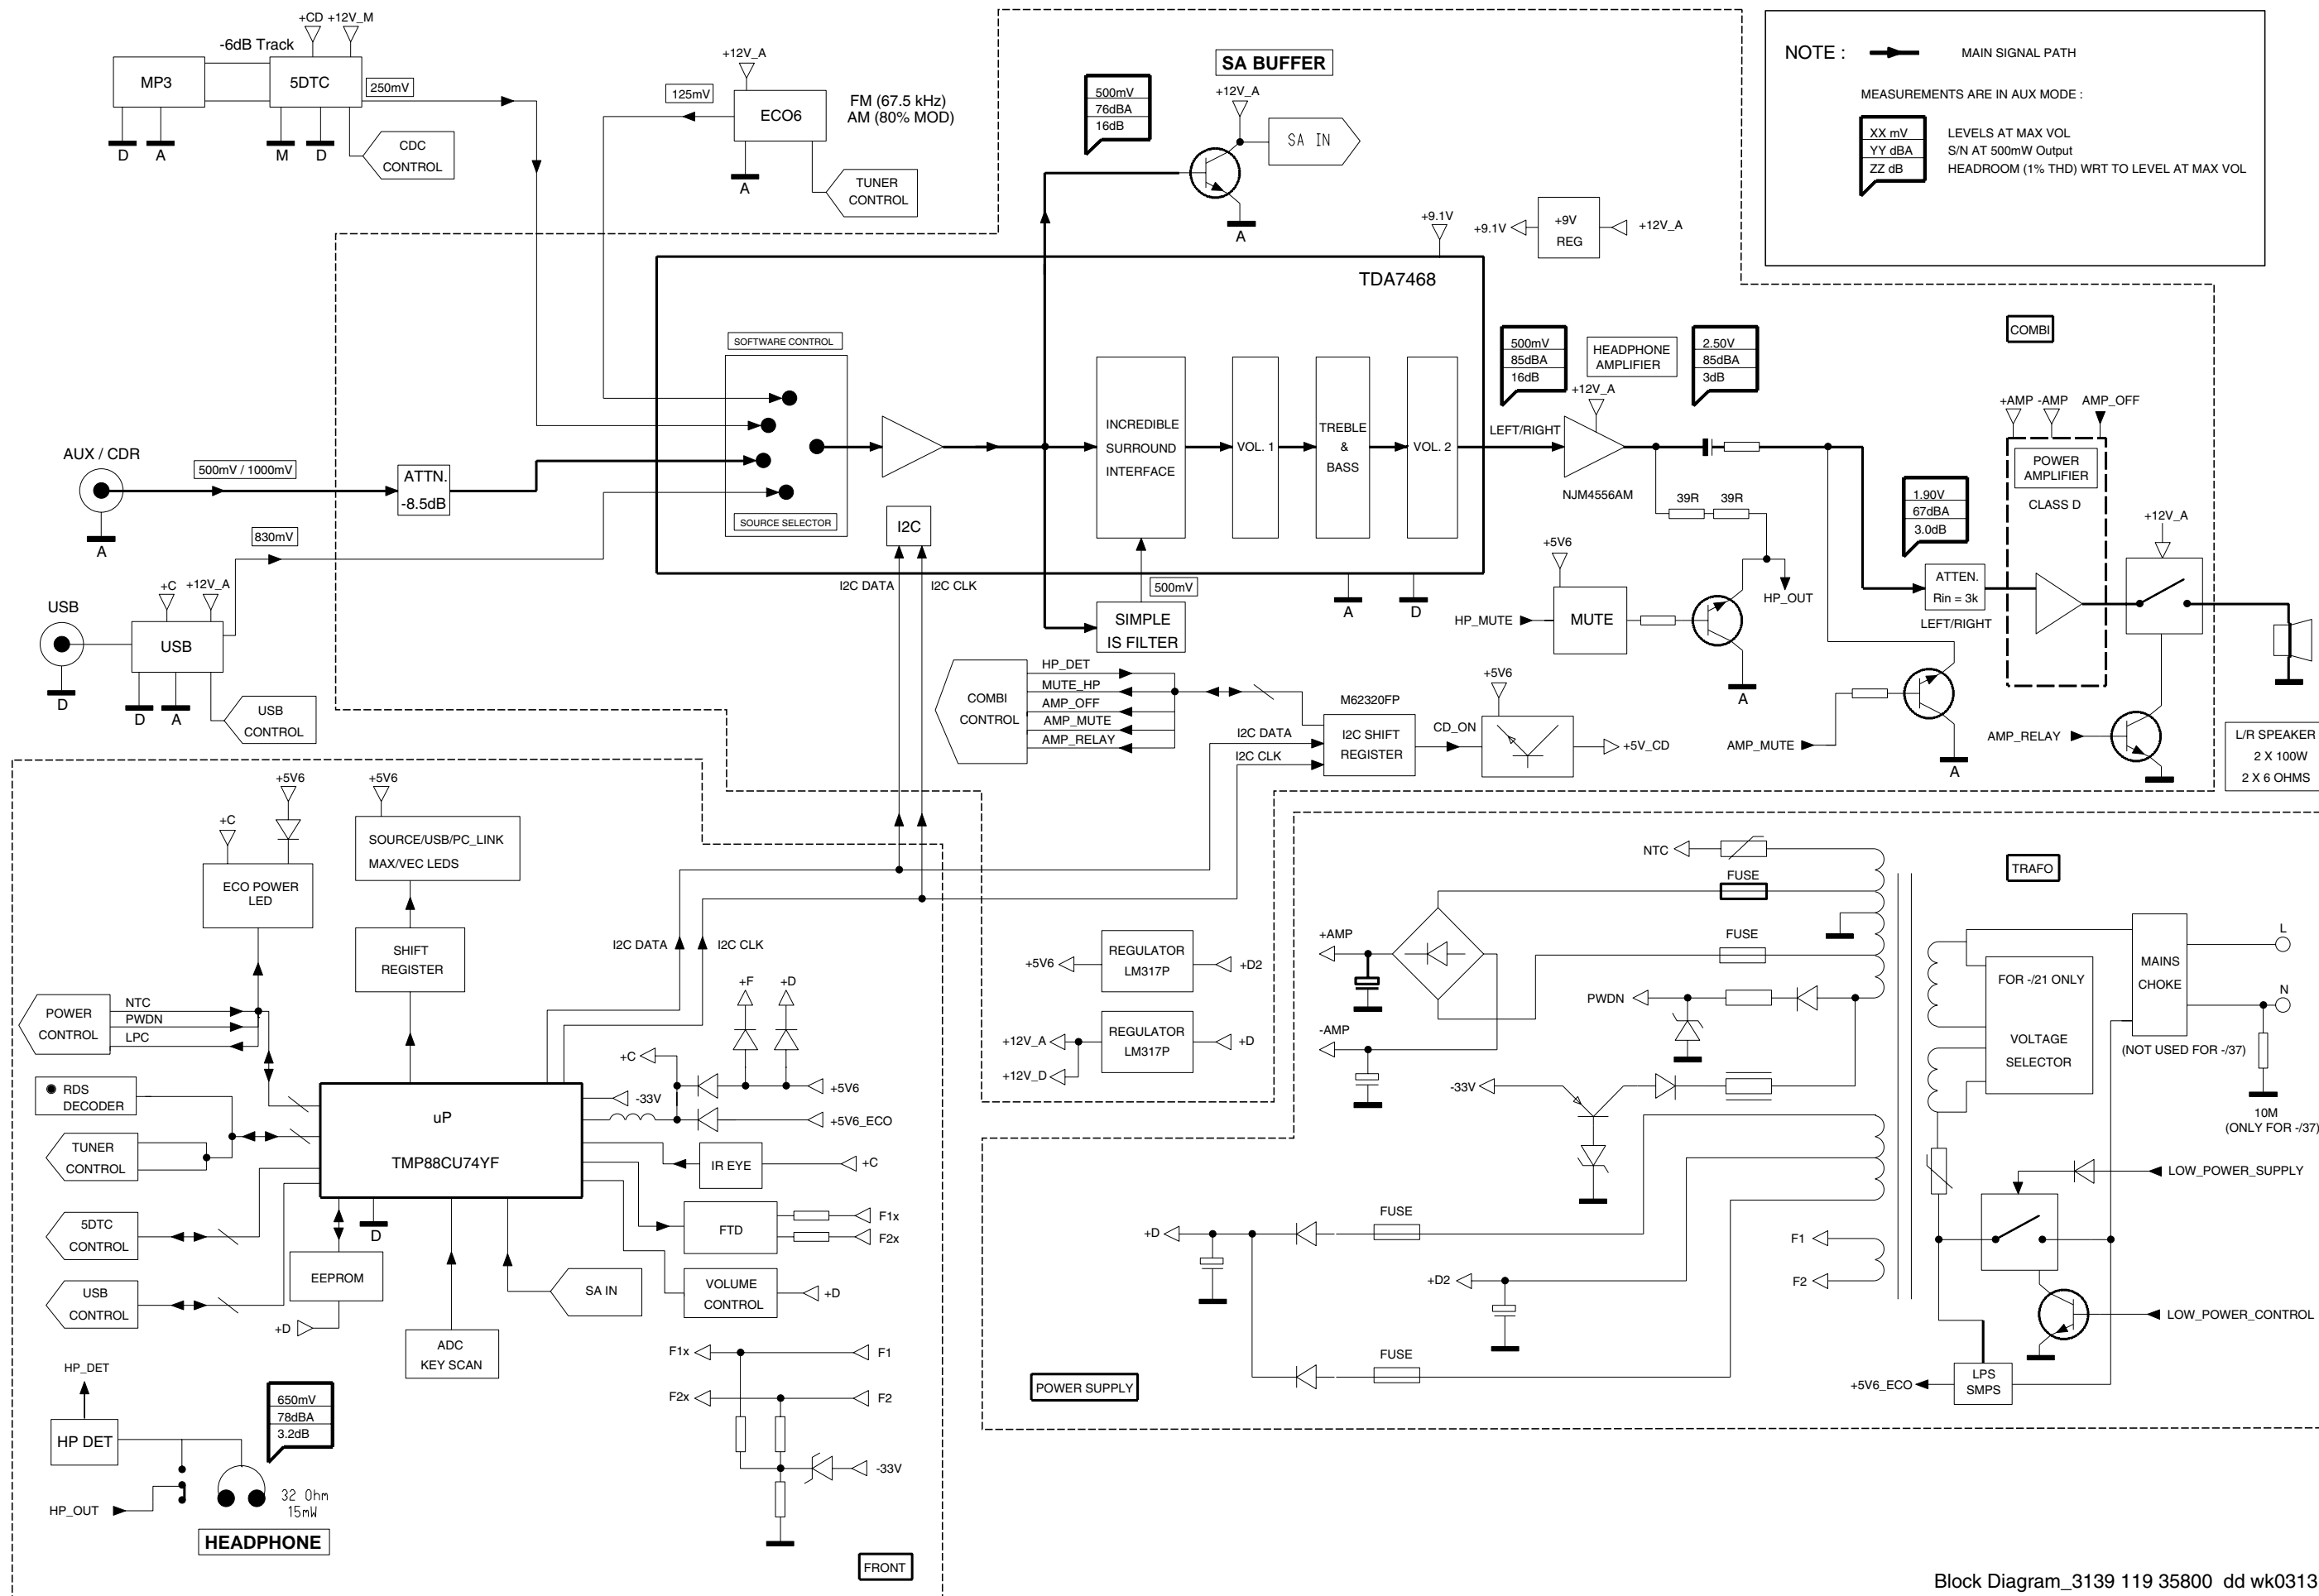 +CD +12V_M
-6dB Track
MP3
5DTC
250mV
D
A
M
D
CDC
CONTROL
+12V_A
125mV
ECO6
FM (67.5 kHz)
AM (80% MOD)
A
TUNER
CONTROL
SA BUFFER
500mV
76dBA
16dB
+12V_A
SA IN
A
NOTE :
MAIN SIGNAL PATH
MEASUREMENTS ARE IN AUX MODE :
XX mV
LEVELS AT MAX VOL
YY dBA
S/N AT 500mW Output
ZZ dB
HEADROOM (1% THD) WRT TO LEVEL AT MAX VOL
+9.1V
+9.1V
+9V
REG
+12V_A
TDA7468
SOFTWARE CONTROL
SOURCE SELECTOR
INCREDIBLE
SURROUND
INTERFACE
VOL. 1
TREBLE
&
BASS
VOL. 2
I2C
I2C DATA
I2C CLK
500mV
SIMPLE
IS FILTER
A
D
AUX / CDR
500mV / 1000mV
ATTN.
-8.5dB
A
830mV
USB
+C
+12V_A
USB
D
D
A
USB
CONTROL
LEFT/RIGHT
500mV
85dBA
16dB
HEADPHONE
AMPLIFIER
+12V_A
2.50V
85dBA
3dB
NJM4556AM
39R
39R
COMBI
+AMP -AMP
AMP_OFF
POWER
AMPLIFIER
CLASS D
1.90V
67dBA
3.0dB
+12V_A
ATTEN.
Rin = 3k
LEFT/RIGHT
+5V6
HP_MUTE
MUTE
HP_OUT
A
AMP_MUTE
A
AMP_RELAY
L/R SPEAKER
2 X 100W
2 X 6 OHMS
COMBI
CONTROL
HP_DET
MUTE_HP
AMP_OFF
AMP_MUTE
AMP_RELAY
M62320FP
I2C SHIFT
REGISTER
I2C DATA
I2C CLK
CD_ON
+5V6
+5V_CD
+5V6
+5V6
+C
ECO POWER
LED
SOURCE/USB/PC_LINK
MAX/VEC LEDS
SHIFT
REGISTER
POWER
CONTROL
NTC
PWDN
LPC
RDS
DECODER
TUNER
CONTROL
5DTC
CONTROL
USB
CONTROL
uP
TMP88CU74YF
D
I2C DATA
I2C CLK
+F
+D
+C
+5V6
-33V
+5V6_ECO
IR EYE
+C
FTD
F1x
F2x
VOLUME
CONTROL
+D
EEPROM
+D
SA IN
ADC
KEY SCAN
F1x
F1
F2x
F2
-33V
HP_DET
HP DET
650mV
78dBA
3.2dB
32 Ohm
15mW
HP_OUT
HEADPHONE
FRONT
+5V6
REGULATOR
LM317P
+D2
+12V_A
+12V_D
REGULATOR
LM317P
+D
NTC
FUSE
FUSE
+AMP
-AMP
PWDN
-33V
TRAFO
FOR -/21 ONLY
VOLTAGE
SELECTOR
MAINS
CHOKE
L
N
(NOT USED FOR -/37)
10M
(ONLY FOR -/37)
+D
FUSE
+D2
FUSE
F1
F2
LOW_POWER_SUPPLY
LOW_POWER_CONTROL
LPS
SMPS
+5V6_ECO
POWER SUPPLY
Block Diagram_3139 119 35800 dd wk0313